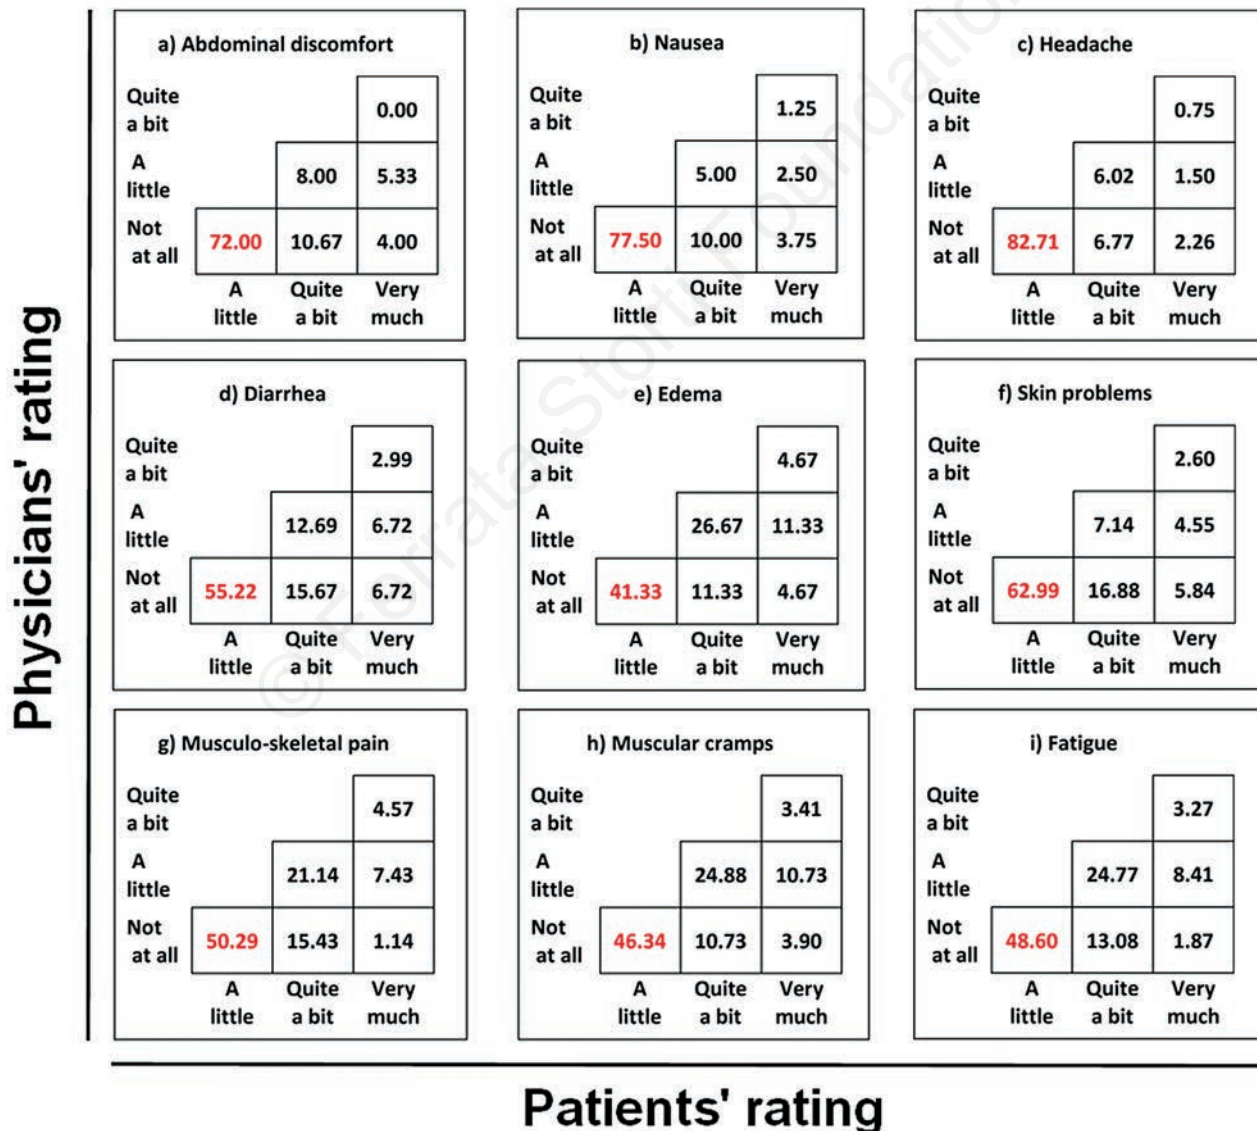 Physicians' rating
a) Abdominal discomfort
Quite
a bit
0.00
A
little
8.00 5.33
Not
at all
72.00 10.67 4.00
A Quite Very
little a bit much
b) Nausea
Quite
a bit
1.25
A
little
5.00 2.50
Not
at all
77.50 10.00 3.75
A Quite Very
little a bit much
c) Headache
Quite
a bit
0.75
A
little
6.02 1.50
Not
at all
82.71 6.77 2.26
A Quite Very
little a bit much
d) Diarrhea
Quite
a bit
2.99
A
little
12.69 6.72
Not
at all
55.22 15.67 6.72
A Quite Very
little a bit much
e) Edema
Quite
a bit
4.67
A
little
26.67 11.33
Not
at all
41.33 11.33 4.67
A Quite Very
little a bit much
f) Skin problems
Quite
a bit
2.60
A
little
7.14 4.55
Not
at all
62.99 16.88 5.84
A Quite Very
little a bit much
g) Musculo-skeletal pain
Quite
a bit
4.57
A
little
21.14 7.43
Not
at all
50.29 15.43 1.14
A Quite Very
little a bit much
h) Muscular cramps
Quite
a bit
3.41
A
little
24.88 10.73
Not
at all
46.34 10.73 3.90
A Quite Very
little a bit much
i) Fatigue
Quite
a bit
3.27
A
little
24.77 8.41
Not
at all
48.60 13.08 1.87
A Quite Very
little a bit much
Patients' rating
© Ferrata Storti Foundation